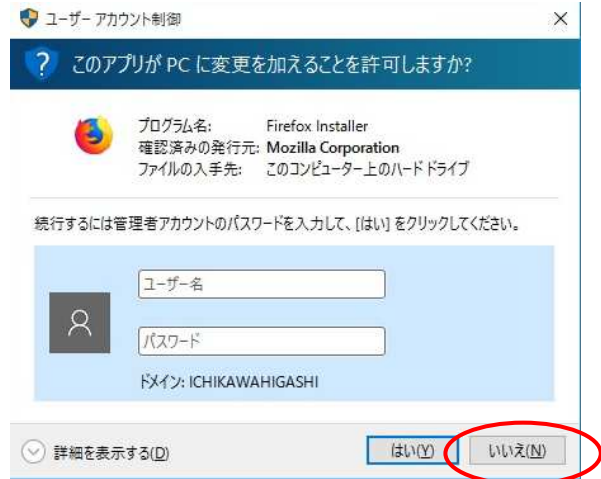 ユーザー アカウント制御
このアプリが PC に変更を加えることを許可しますか?
プログラム名: Firefox Installer
確認済みの発行元: Mozilla Corporation
ファイルの入手先: このコンピューター上のハード ドライブ
続行するには管理者アカウントのパスワードを入力して、[はい] をクリックしてください。
ユーザー名
パスワード
ドメイン: ICHIKAWAHIGASHI
詳細を表示する(D) はい(Y) いいえ(N)